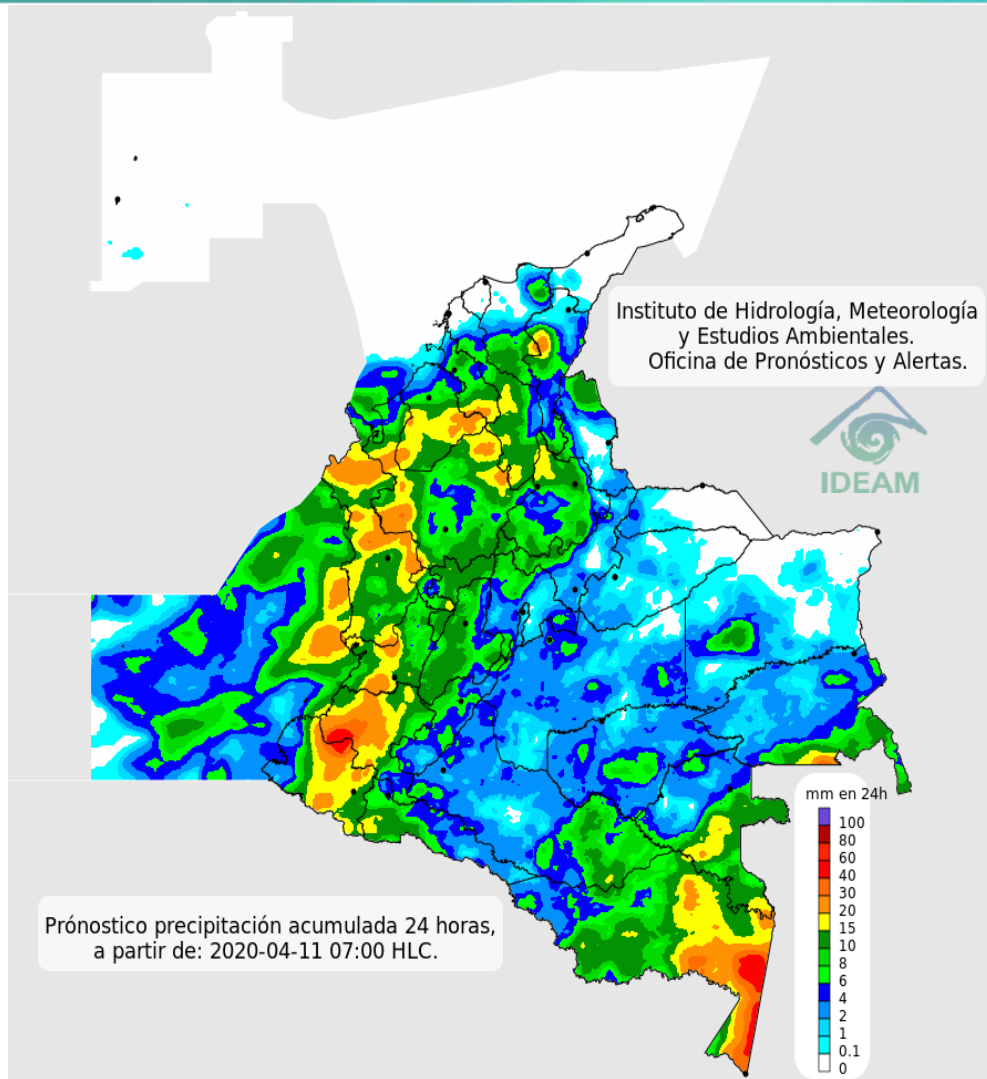 Instituto de Hidrología, Meteorología
y Estudios Ambientales.
Oficina de Pronósticos y Alertas.
IDEAM
mm en 24h
100
80
60
40
30
20
15
10
8
6
4
2
1
0.1
0
Prónostico precipitación acumulada 24 horas,
a partir de: 2020-04-11 07:00 HLC.